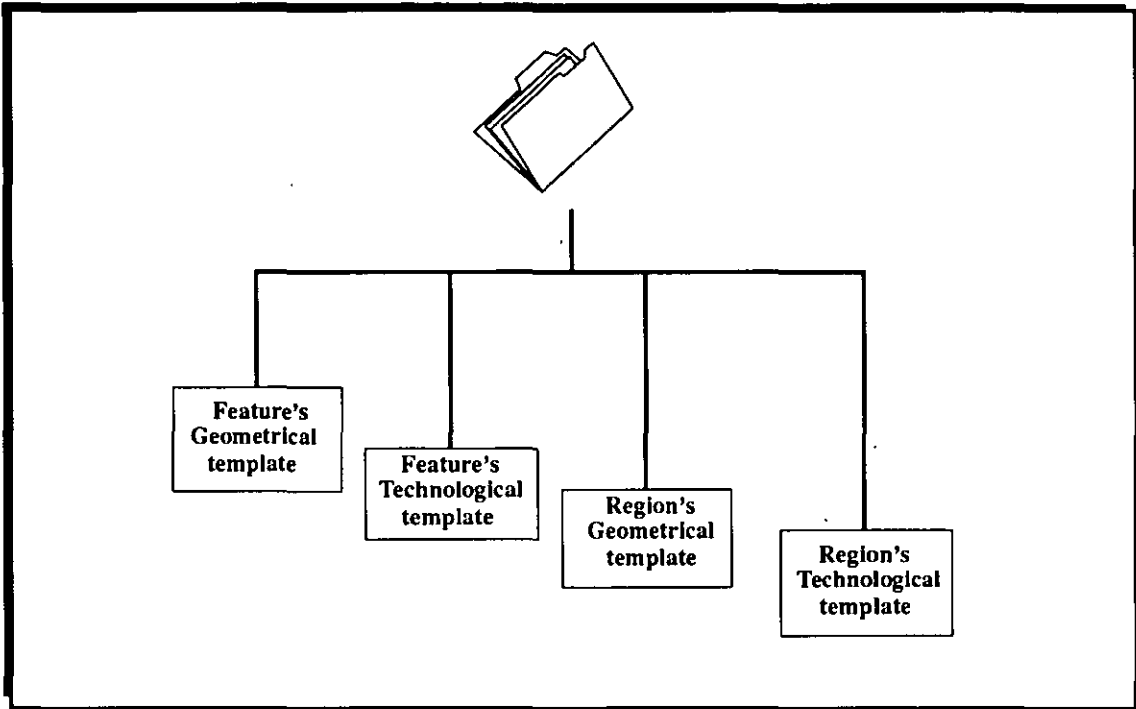 Feature's
Geometrical
template
Feature's
Technological
template
Region's
Geometrical
template
Region's
Technological
template